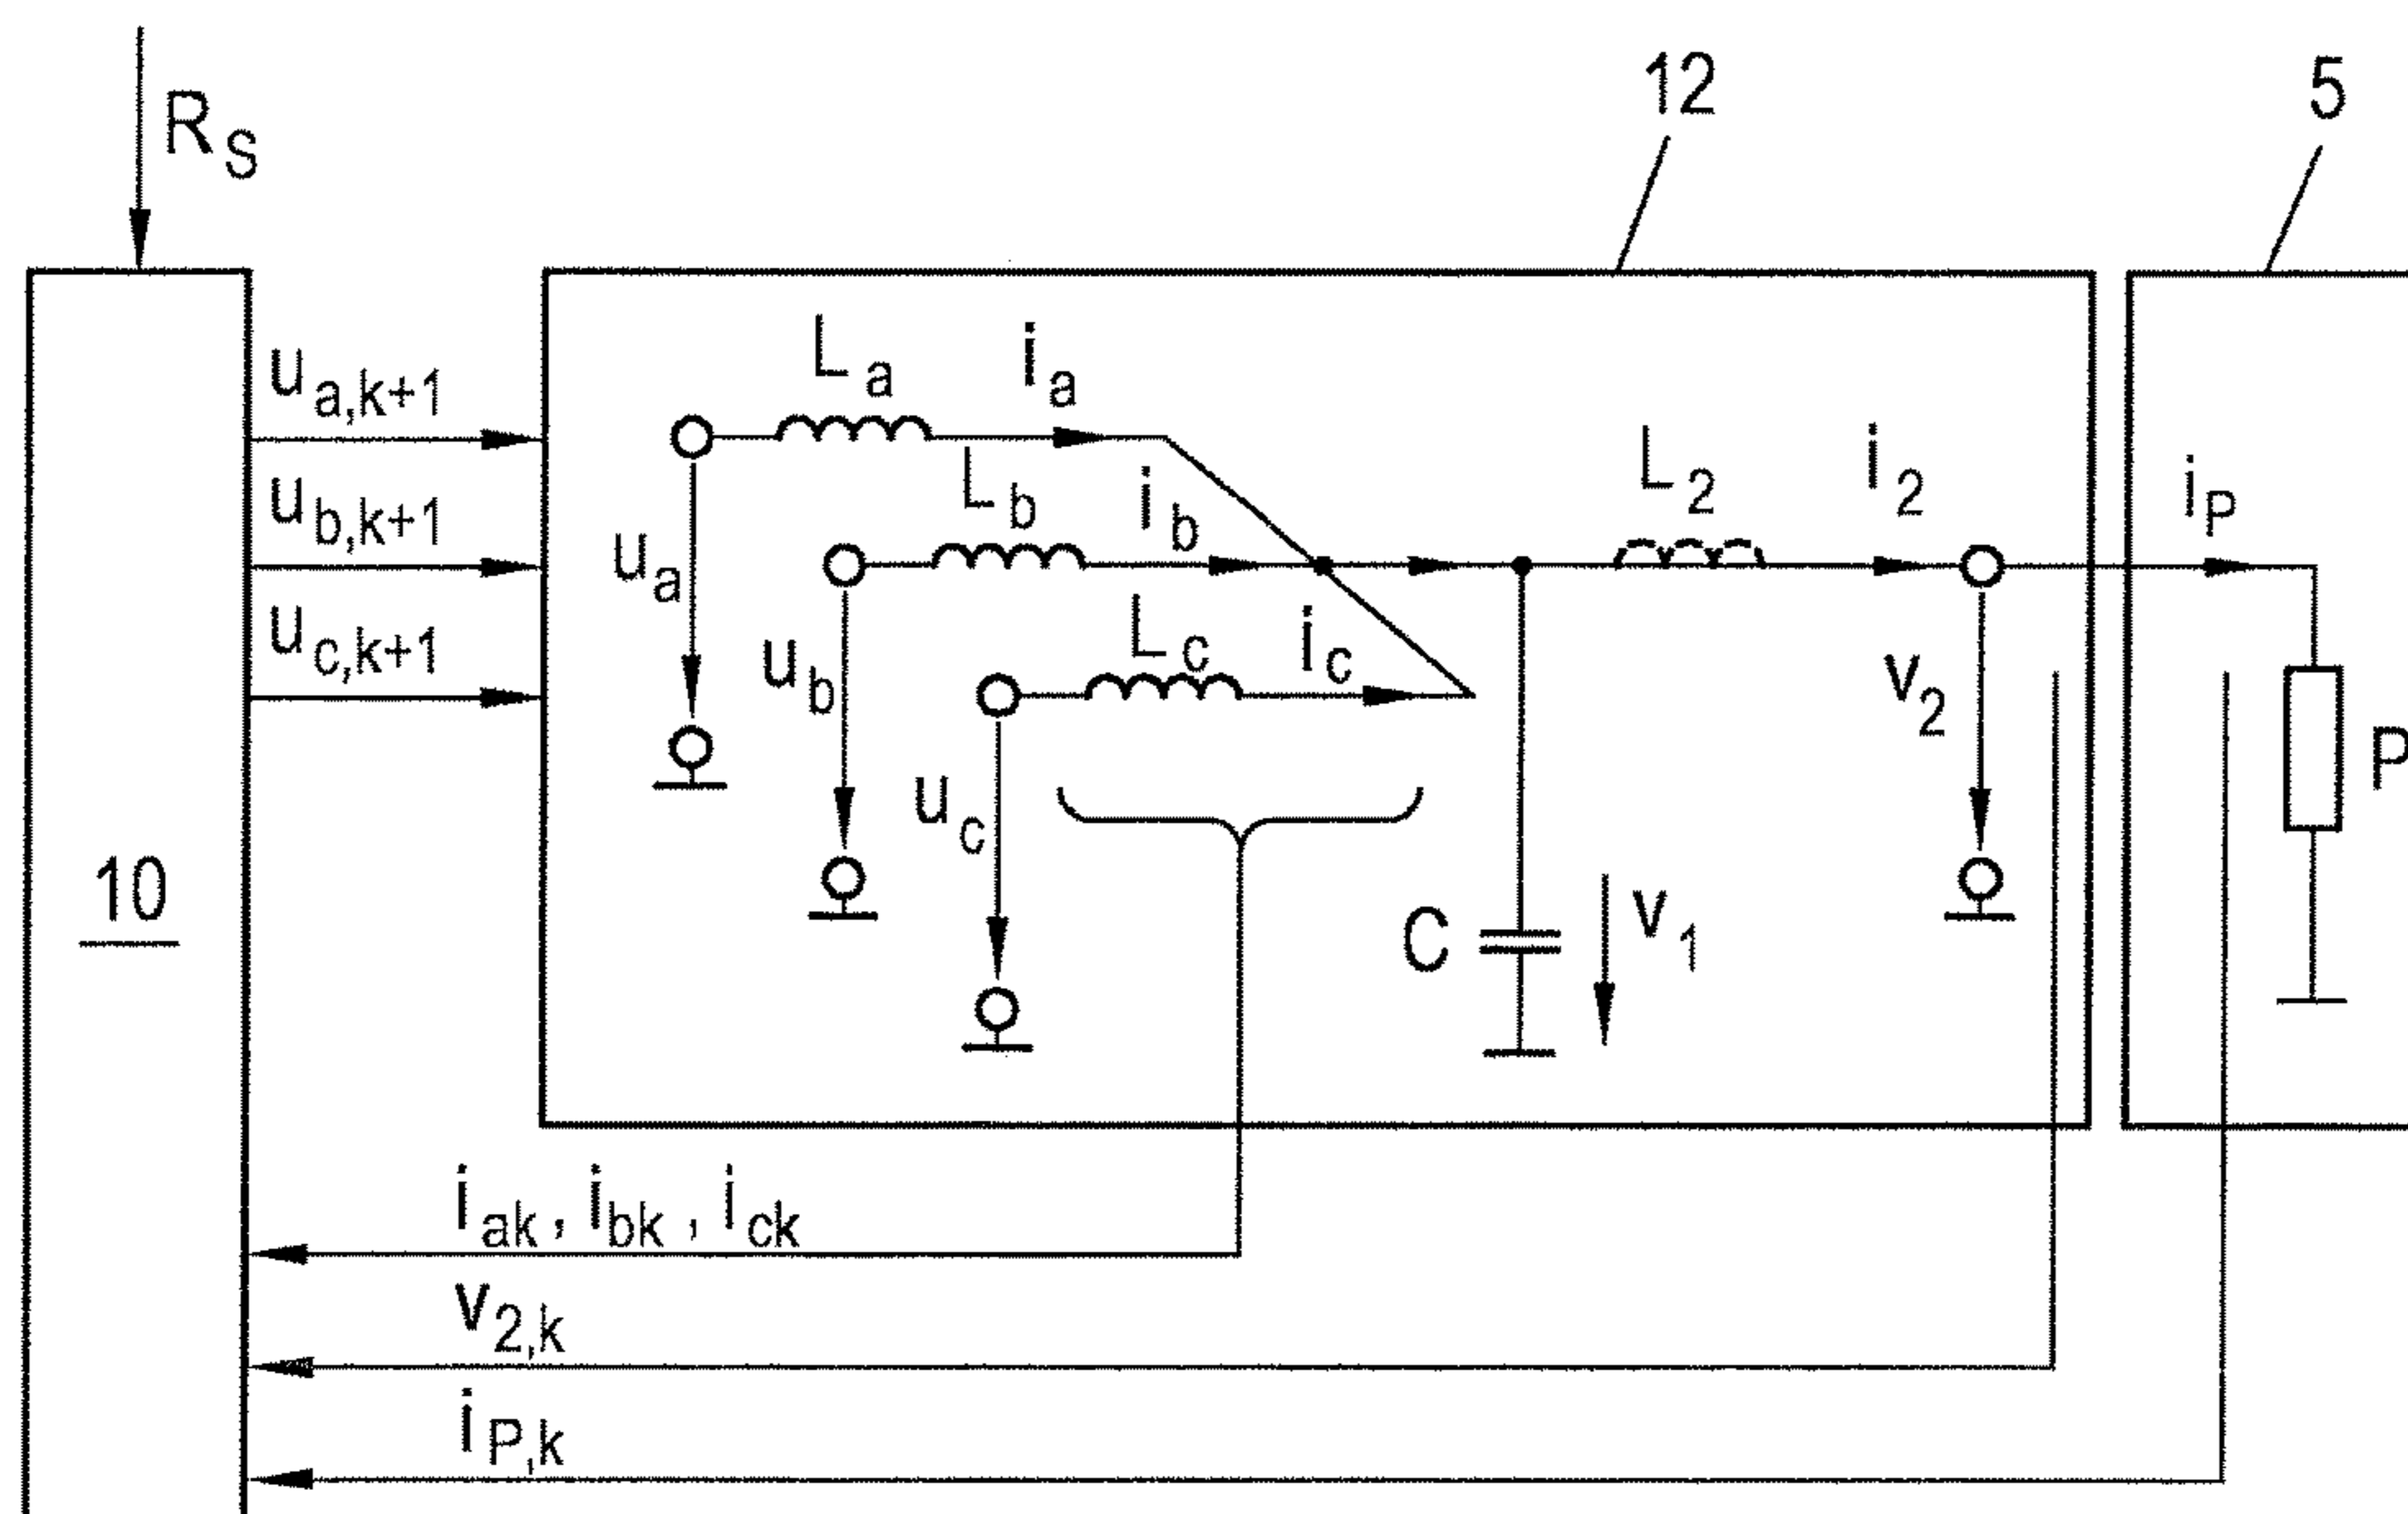 12
5
R_S
L_a
i_a
u_a,k+1
L_b
i_b
L_2
i_2
i_P
u_b,k+1
u_a
u_c,k+1
u_b
L_c
i_c
v_2
u_c
P
10
C
v_1
i_ak , i_bk , i_ck
v_2,k
i_P,k